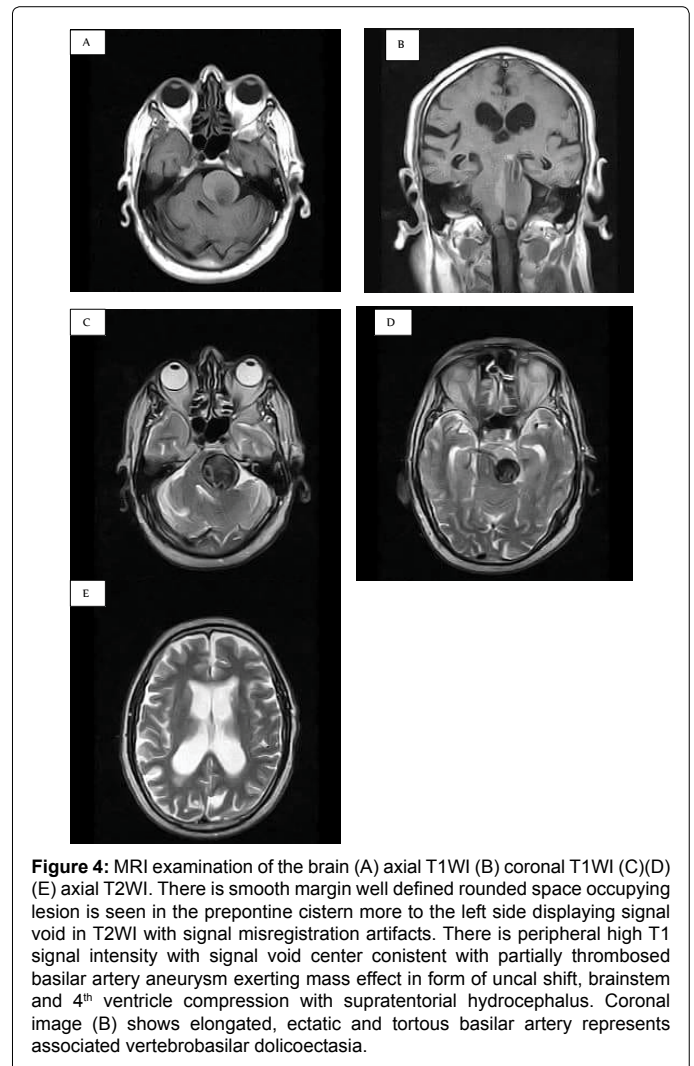 A
B
C
D
E
Figure 4: MRI examination of the brain (A) axial T1WI (B) coronal T1WI (C)(D)
(E) axial T2WI. There is smooth margin well defined rounded space occupying
lesion is seen in the prepontine cistern more to the left side displaying signal
void in T2WI with signal misregistration artifacts. There is peripheral high T1
signal intensity with signal void center conistent with partially thrombosed
basilar artery aneurysm exerting mass effect in form of uncal shift, brainstem
and 4th ventricle compression with supratentorial hydrocephalus. Coronal
image (B) shows elongated, ectatic and tortous basilar artery represents
associated vertebrobasilar dolicoectasia.